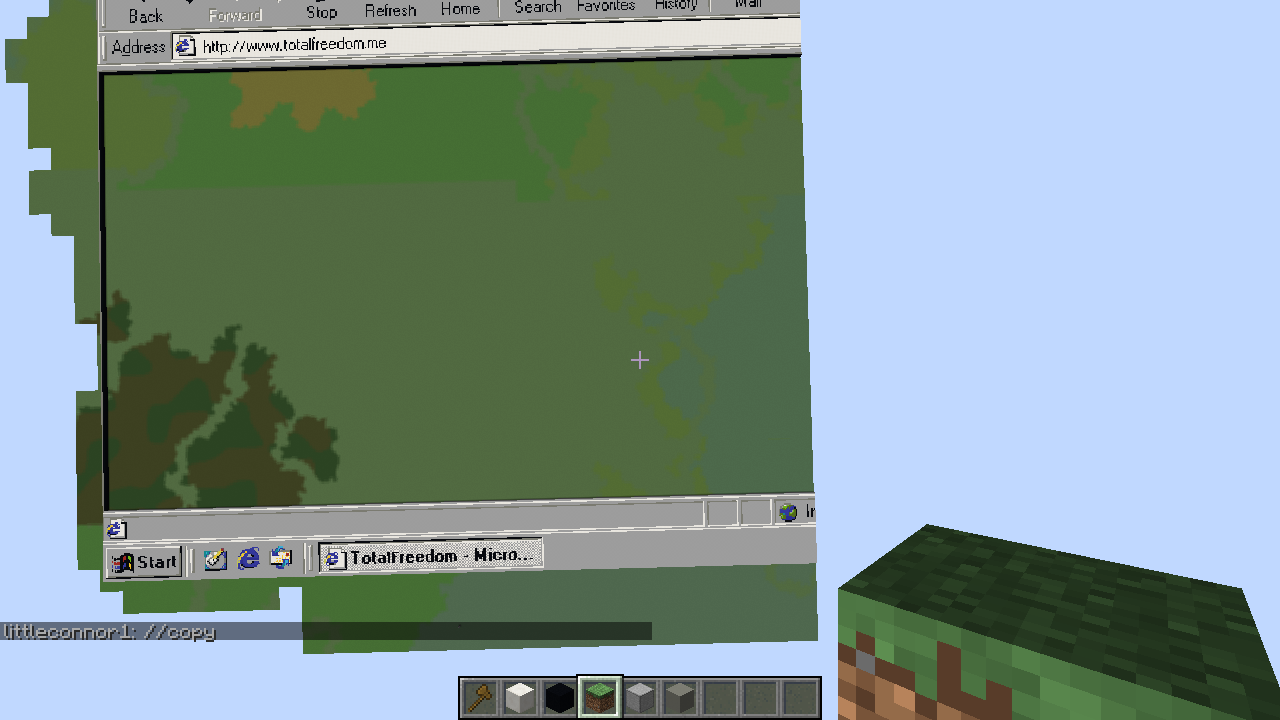 Back Forward Stop Refresh Home Search Favorites History Mail
Address http://www.totalfreedom.me
Start TotalFreedom - Micro...
littleconnor1: //copy